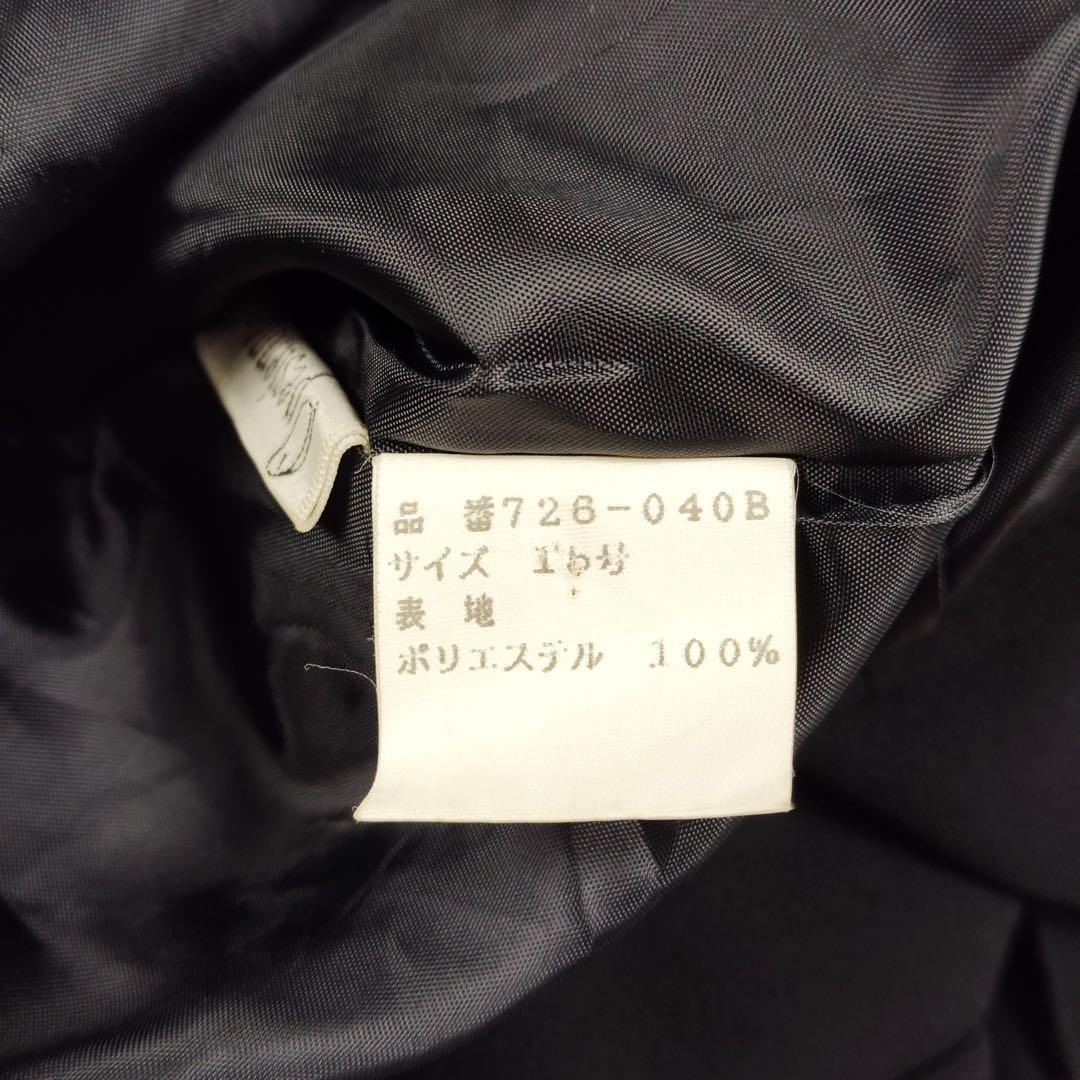 品 番726-040B
サイズ 15号
表 地
ポリエステル 100%